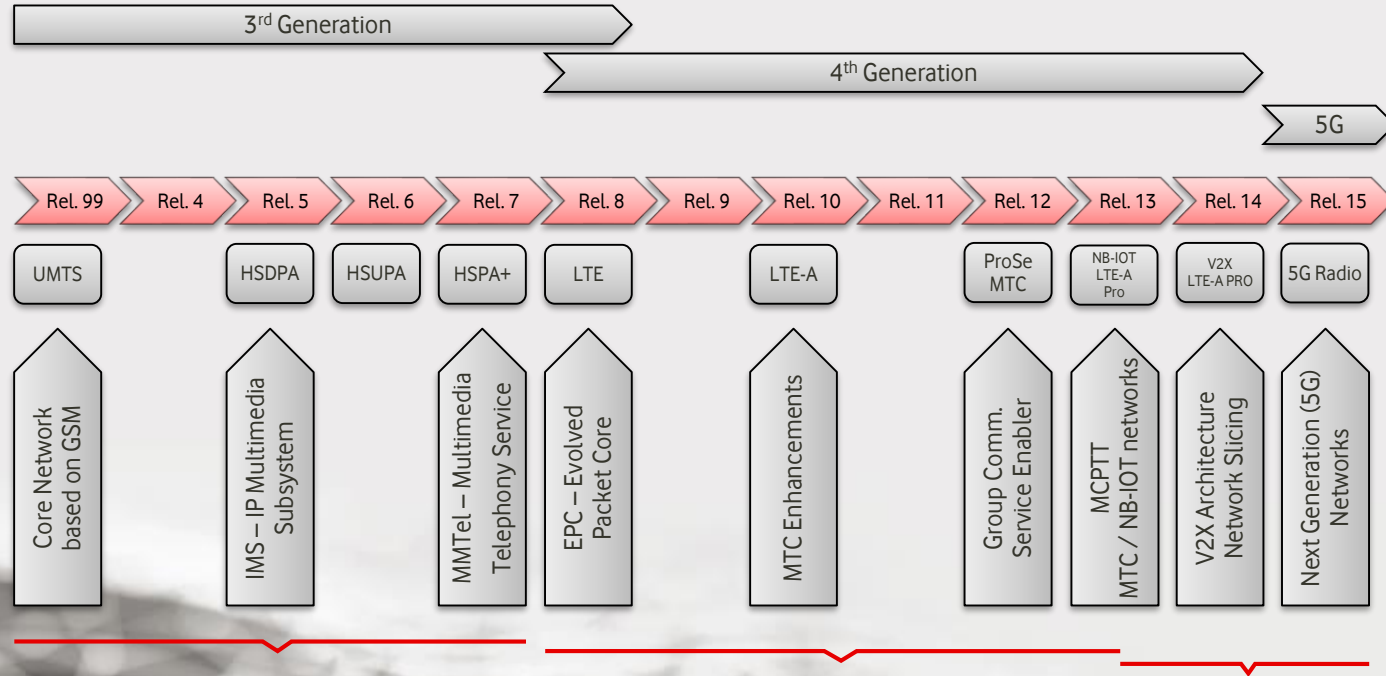 3rd Generation
4th Generation
5G
Rel. 99
Rel. 4
Rel. 5
Rel. 6
Rel. 7
Rel. 8
Rel. 9
Rel. 10
Rel. 11
Rel. 12
Rel. 13
Rel. 14
Rel. 15
UMTS
HSDPA
HSUPA
HSPA+
LTE
LTE-A
ProSe
MTC
NB-IOT
LTE-A
Pro
V2X
LTE-A PRO
5G Radio
Core Network
based on GSM
IMS – IP Multimedia
Subsystem
MMTel – Multimedia
Telephony Service
EPC – Evolved
Packet Core
MTC Enhancements
Group Comm.
Service Enabler
MCPTT
MTC / NB-IOT networks
V2X Architecture
Network Slicing
Next Generation (5G)
Networks